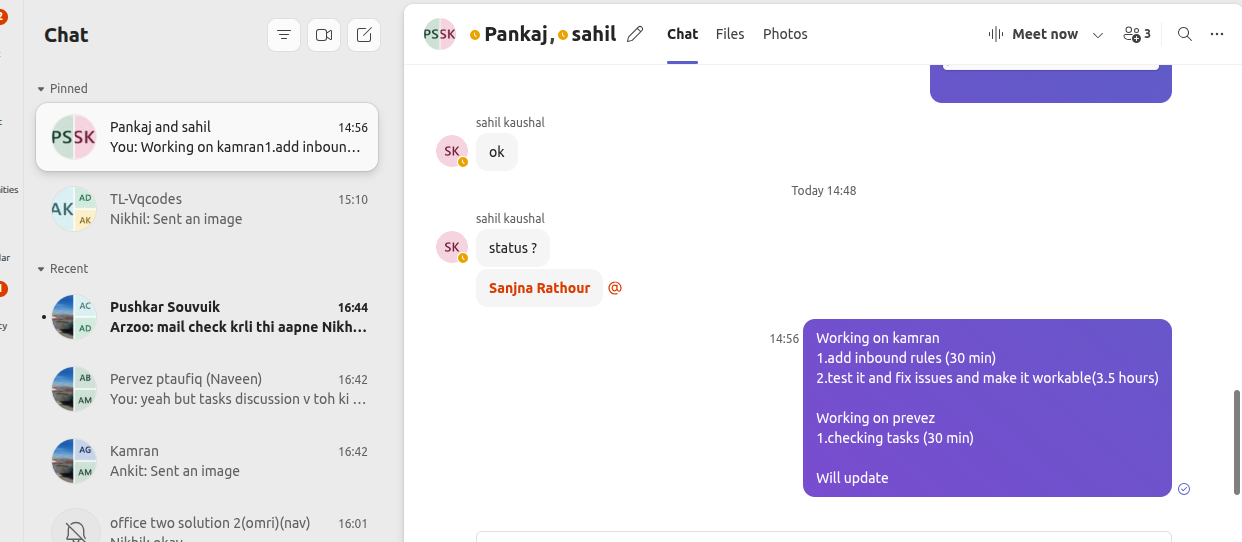 2
Chat
Pinned
PSSK
Pankaj and sahil
14:56
You: Working on kamran1.add inboun...
AK
AD
AK
TL-Vqcodes
15:10
Nikhil: Sent an image
Recent
AC
AD
Pushkar Souvuik
16:44
Arzoo: mail check krli thi aapne Nikh...
AB
AM
Pervez ptaufiq (Naveen)
16:42
You: yeah but tasks discussion v toh ki ...
AG
AM
Kamran
16:42
Ankit: Sent an image
office two solution 2(omri)(nav)
16:01
Nikhil: okay
PSSK
Pankaj, sahil
Chat
Files
Photos
Meet now
3
sahil kaushal
SK
ok
Today 14:48
sahil kaushal
SK
status ?
Sanjna Rathour
@
14:56
Working on kamran
1.add inbound rules (30 min)
2.test it and fix issues and make it workable(3.5 hours)
Working on prevez
1.checking tasks (30 min)
Will update